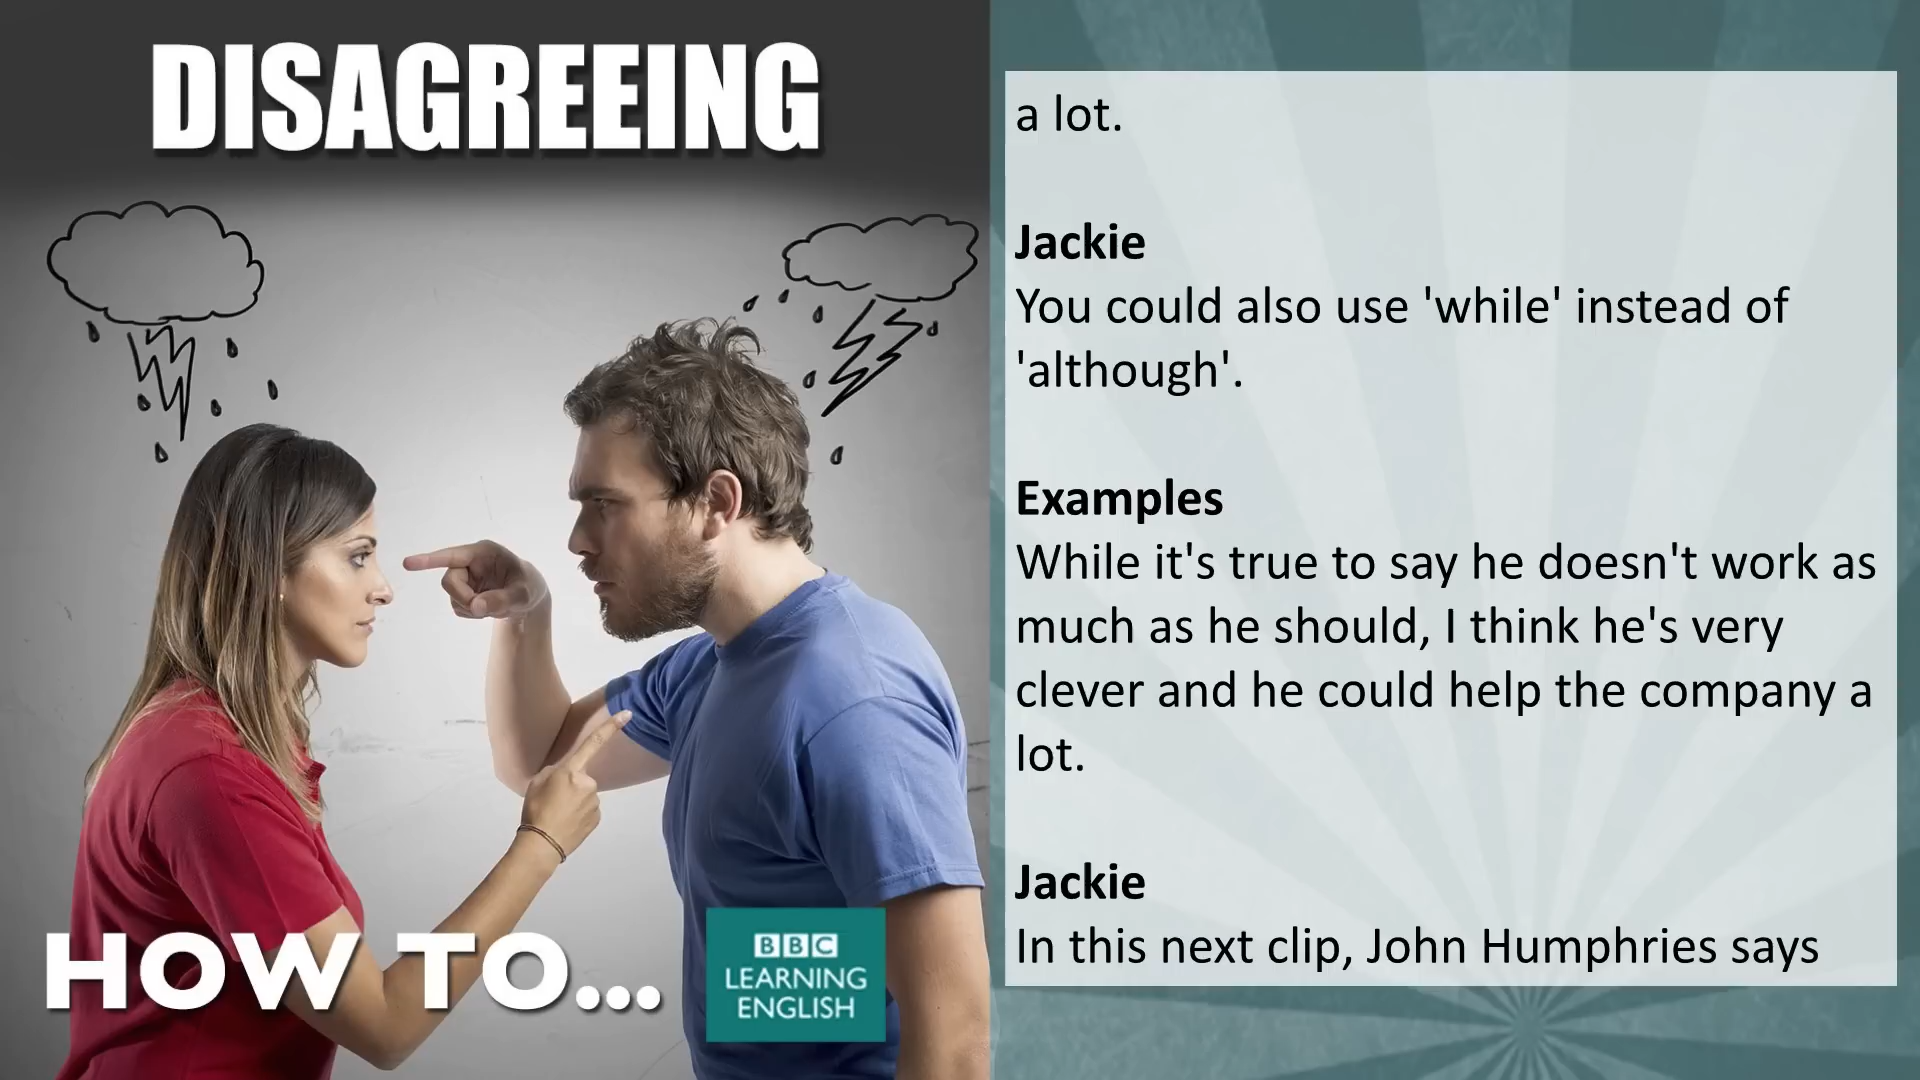 DISAGREEING
HOW TO...
BBC
LEARNING
ENGLISH
a lot.
Jackie
You could also use 'while' instead of
'although'.
Examples
While it's true to say he doesn't work as
much as he should, I think he's very
clever and he could help the company a
lot.
Jackie
In this next clip, John Humphries says